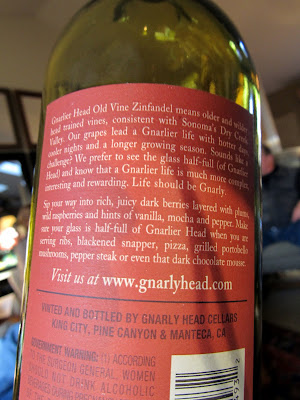 Gnarlier Head Old Vine Zinfandel means older and wilder
head trained vines, consistent with Sonoma's Dry Creek
Valley. Our grapes lead a Gnarlier life with hotter days,
cooler nights and a longer growing season. Sounds like a
challenge? We prefer to see the glass half-full (of Gnarlier
Head) and know that a Gnarlier life is much more complex,
interesting and rewarding. Life should be Gnarly.
Sip your way into rich, juicy dark berries layered with plums,
wild raspberries and hints of vanilla, mocha and pepper. Make
sure your glass is half-full of Gnarlier Head when you are
serving ribs, blackened snapper, pizza, grilled portobello
mushrooms, pepper steak or even that dark chocolate mousse.
Visit us at www.gnarlyhead.com
VINTED AND BOTTLED BY GNARLY HEAD CELLARS
KING CITY, PINE CANYON & MANTECA, CA
GOVERNMENT WARNING: (1) ACCORDING
TO THE SURGEON GENERAL, WOMEN
SHOULD NOT DRINK ALCOHOLIC